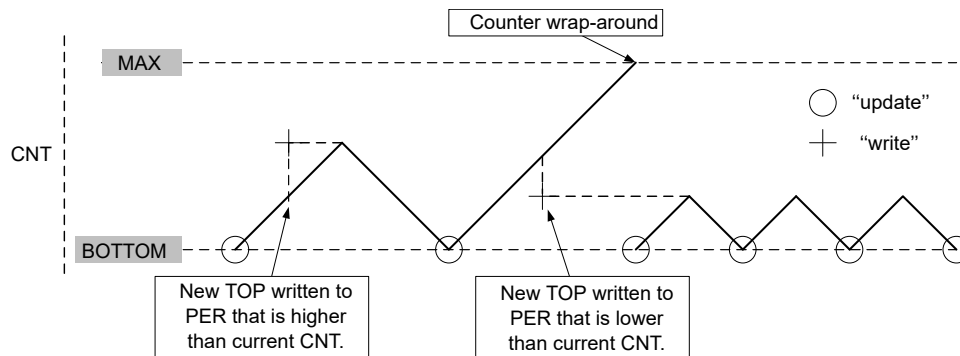 Counter wrap-around
MAX
"update"
"write"
CNT
BOTTOM
New TOP written to
PER that is higher
than current CNT.
New TOP written to
PER that is lower
than current CNT.